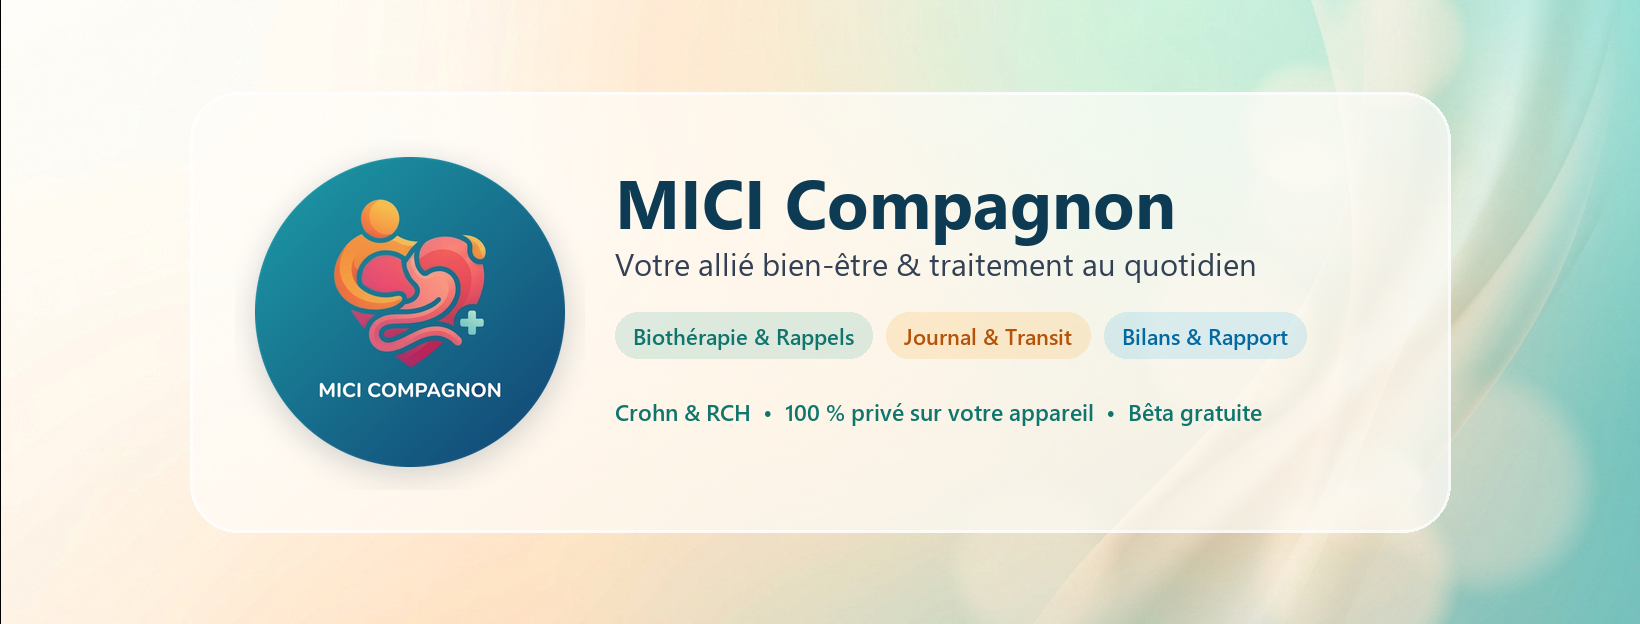 MICI COMPAGNON
MICI Compagnon
Votre allié bien-être & traitement au quotidien
Biothérapie & Rappels
Journal & Transit
Bilans & Rapport
Crohn & RCH • 100 % privé sur votre appareil • Bêta gratuite